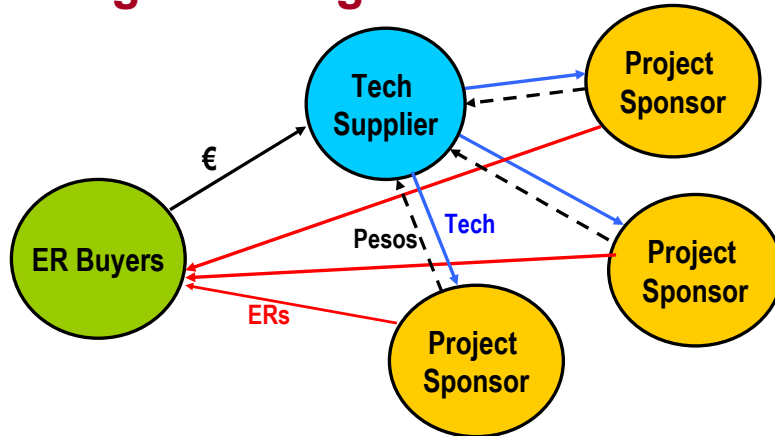 Tech
Supplier
Project
Sponsor
€
ER Buyers
Pesos
Tech
Project
Sponsor
ERs
Project
Sponsor